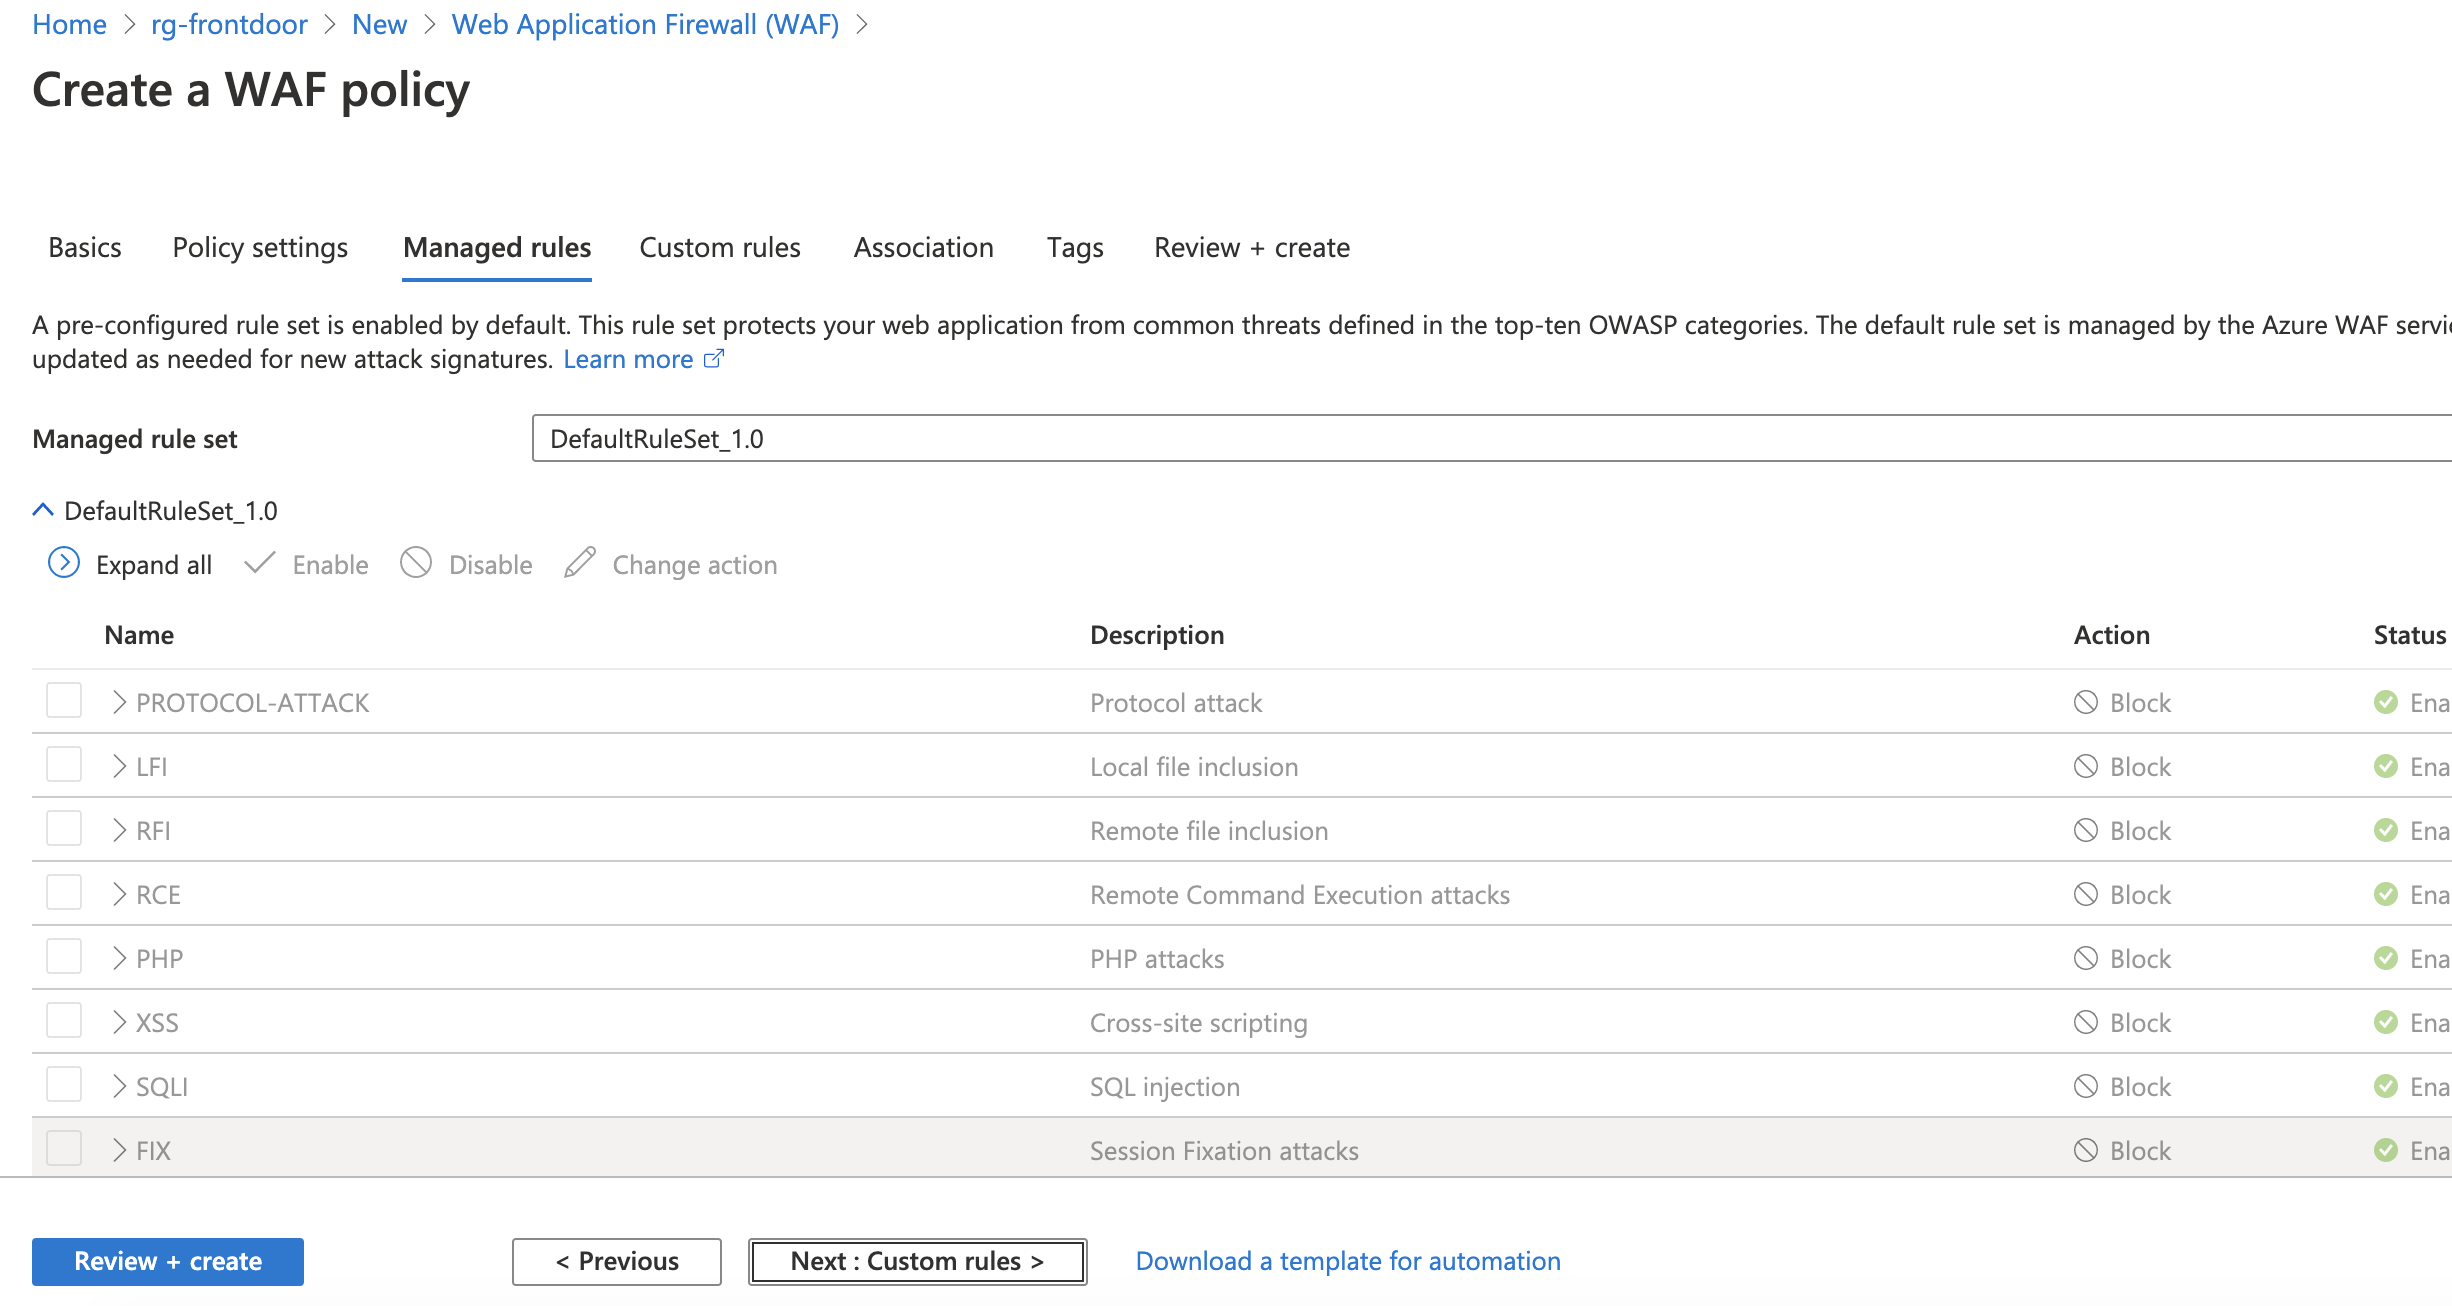 Home > rg-frontdoor > New > Web Application Firewall (WAF) >
Create a WAF policy
Basics Policy settings Managed rules Custom rules Association Tags Review + create
A pre-configured rule set is enabled by default. This rule set protects your web application from common threats defined in the top-ten OWASP categories. The default rule set is managed by the Azure WAF servic
updated as needed for new attack signatures. Learn more
Managed rule set DefaultRuleSet_1.0
DefaultRuleSet_1.0
Expand all Enable Disable Change action
Name Description Action Status
PROTOCOL-ATTACK Protocol attack Block Ena
LFI Local file inclusion Block Ena
RFI Remote file inclusion Block Ena
RCE Remote Command Execution attacks Block Ena
PHP PHP attacks Block Ena
XSS Cross-site scripting Block Ena
SQLI SQL injection Block Ena
FIX Session Fixation attacks Block Ena
Review + create < Previous Next : Custom rules > Download a template for automation